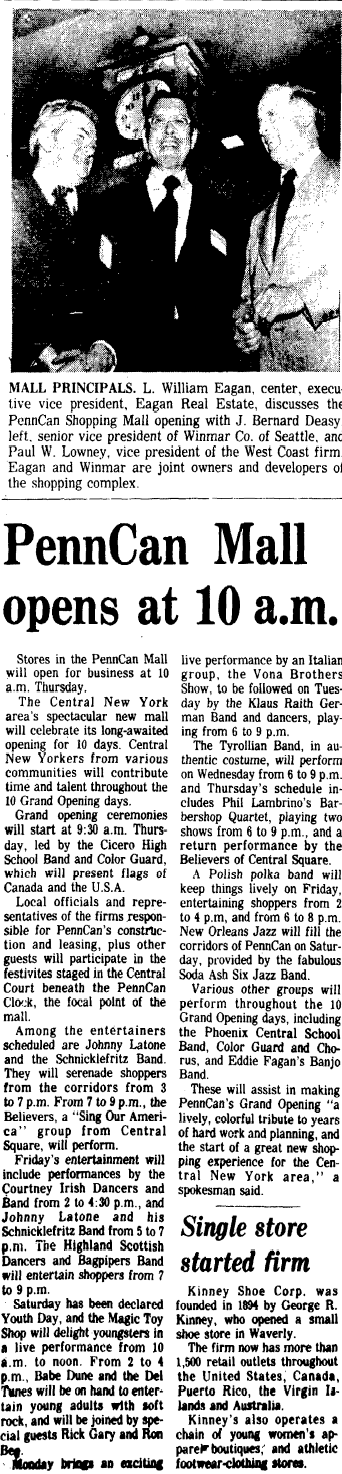 MALL PRINCIPALS. L. William Eagan, center, execu-
tive vice president, Eagan Real Estate, discusses the
PennCan Shopping Mall opening with J. Bernard Deasy
left, senior vice president of Winmar Co. of Seattle, and
Paul W. Lowney, vice president of the West Coast firm.
Eagan and Winmar are joint owners and developers of
the shopping complex.
PennCan Mall
opens at 10 a.m.
Stores in the PennCan Mall
will open for business at 10
a.m. Thursday,
The Central New York
area's spectacular new mall
will celebrate its long-awaited
opening for 10 days. Central
New Yorkers from various
communities will contribute
time and talent throughout the
10 Grand Opening days.
Grand opening ceremonies
will start at 9:30 a.m. Thurs-
day, led by the Cicero High
School Band and Color Guard,
which will present flags of
Canada and the U.S.A.
Local officials and repre-
sentatives of the firms respon-
sible for PennCan's construc-
tion and leasing, plus other
guests will participate in the
festivites staged in the Central
Court beneath the PennCan
Clock, the focal point of the
mall.
Among the entertainers
scheduled are Johnny Latone
and the Schnicklefritz Band.
They will serenade shoppers
from the corridors from 3
to 7 p.m. From 7 to 9 p.m., the
Believers, a "Sing Our Ameri-
ca" group from Central
Square, will perform.
Friday's entertainment will
include performances by the
Courtney Irish Dancers and
Band from 2 to 4:30 p.m., and
Johnny Latone and his
Schnicklefritz Band from 5 to 7
p.m. The Highland Scottish
Dancers and Bagpipers Band
will entertain shoppers from 7
to 9 p.m.
Saturday has been declared
Youth Day, and the Magic Toy
Shop will delight youngsters in
a live performance from 10
a.m. to noon. From 2 to 4
p.m., Babe Dune and the Del
Tunes will be on hand to enter-
tain young adults with soft
rock, and will be joined by spe-
cial guests Rick Gary and Ron
Beg.
Monday brings an exciting
live performance by an Italian
group, the Vona Brothers
Show, to be followed on Tues-
day by the Klaus Raith Ger-
man Band and dancers, play-
ing from 6 to 9 p.m.
The Tyrollian Band, in au-
thentic costume, will perform
on Wednesday from 6 to 9 p.m.
and Thursday's schedule in-
cludes Phil Lambrino's Bar-
bershop Quartet, playing two
shows from 6 to 9 p.m., and a
return performance by the
Believers of Central Square.
A Polish polka band will
keep things lively on Friday,
entertaining shoppers from 2
to 4 p.m, and from 6 to 8 p.m.
New Orleans Jazz will fill the
corridors of PennCan on Satur-
day, provided by the fabulous
Soda Ash Six Jazz Band.
Various other groups will
perform throughout the 10
Grand Opening days, including
the Phoenix Central School
Band, Color Guard and Cho-
rus, and Eddie Fagan's Banjo
Band.
These will assist in making
PennCan's Grand Opening "a
lively, colorful tribute to years
of hard work and planning, and
the start of a great new shop-
ping experience for the Cen-
tral New York area," a
spokesman said.
Single store
started firm
Kinney Shoe Corp. was
founded in 1894 by George R.
Kinney, who opened a small
shoe store in Waverly.
The firm now has more than
1,500 retail outlets throughout
the United States, Canada,
Puerto Rico, the Virgin Is-
lands and Australia.
Kinney's also operates a
chain of young women's ap-
parel boutiques, and athletic
footwear-clothing stores.